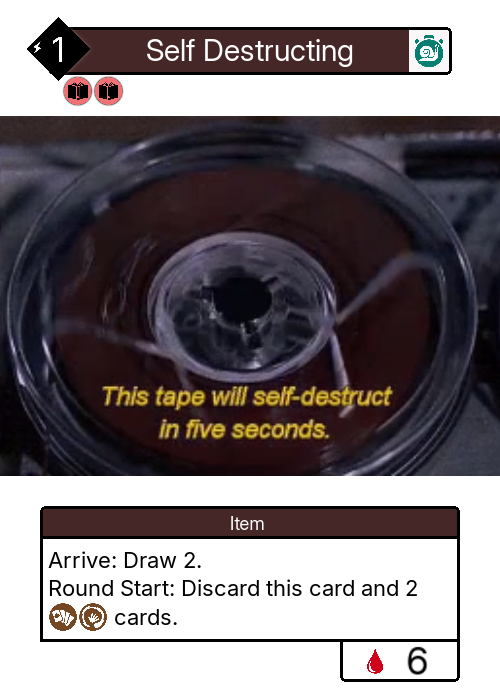 1 Self Destructing
This tape will self-destruct
in five seconds.
Item
Arrive: Draw 2.
Round Start: Discard this card and 2
cards.
6